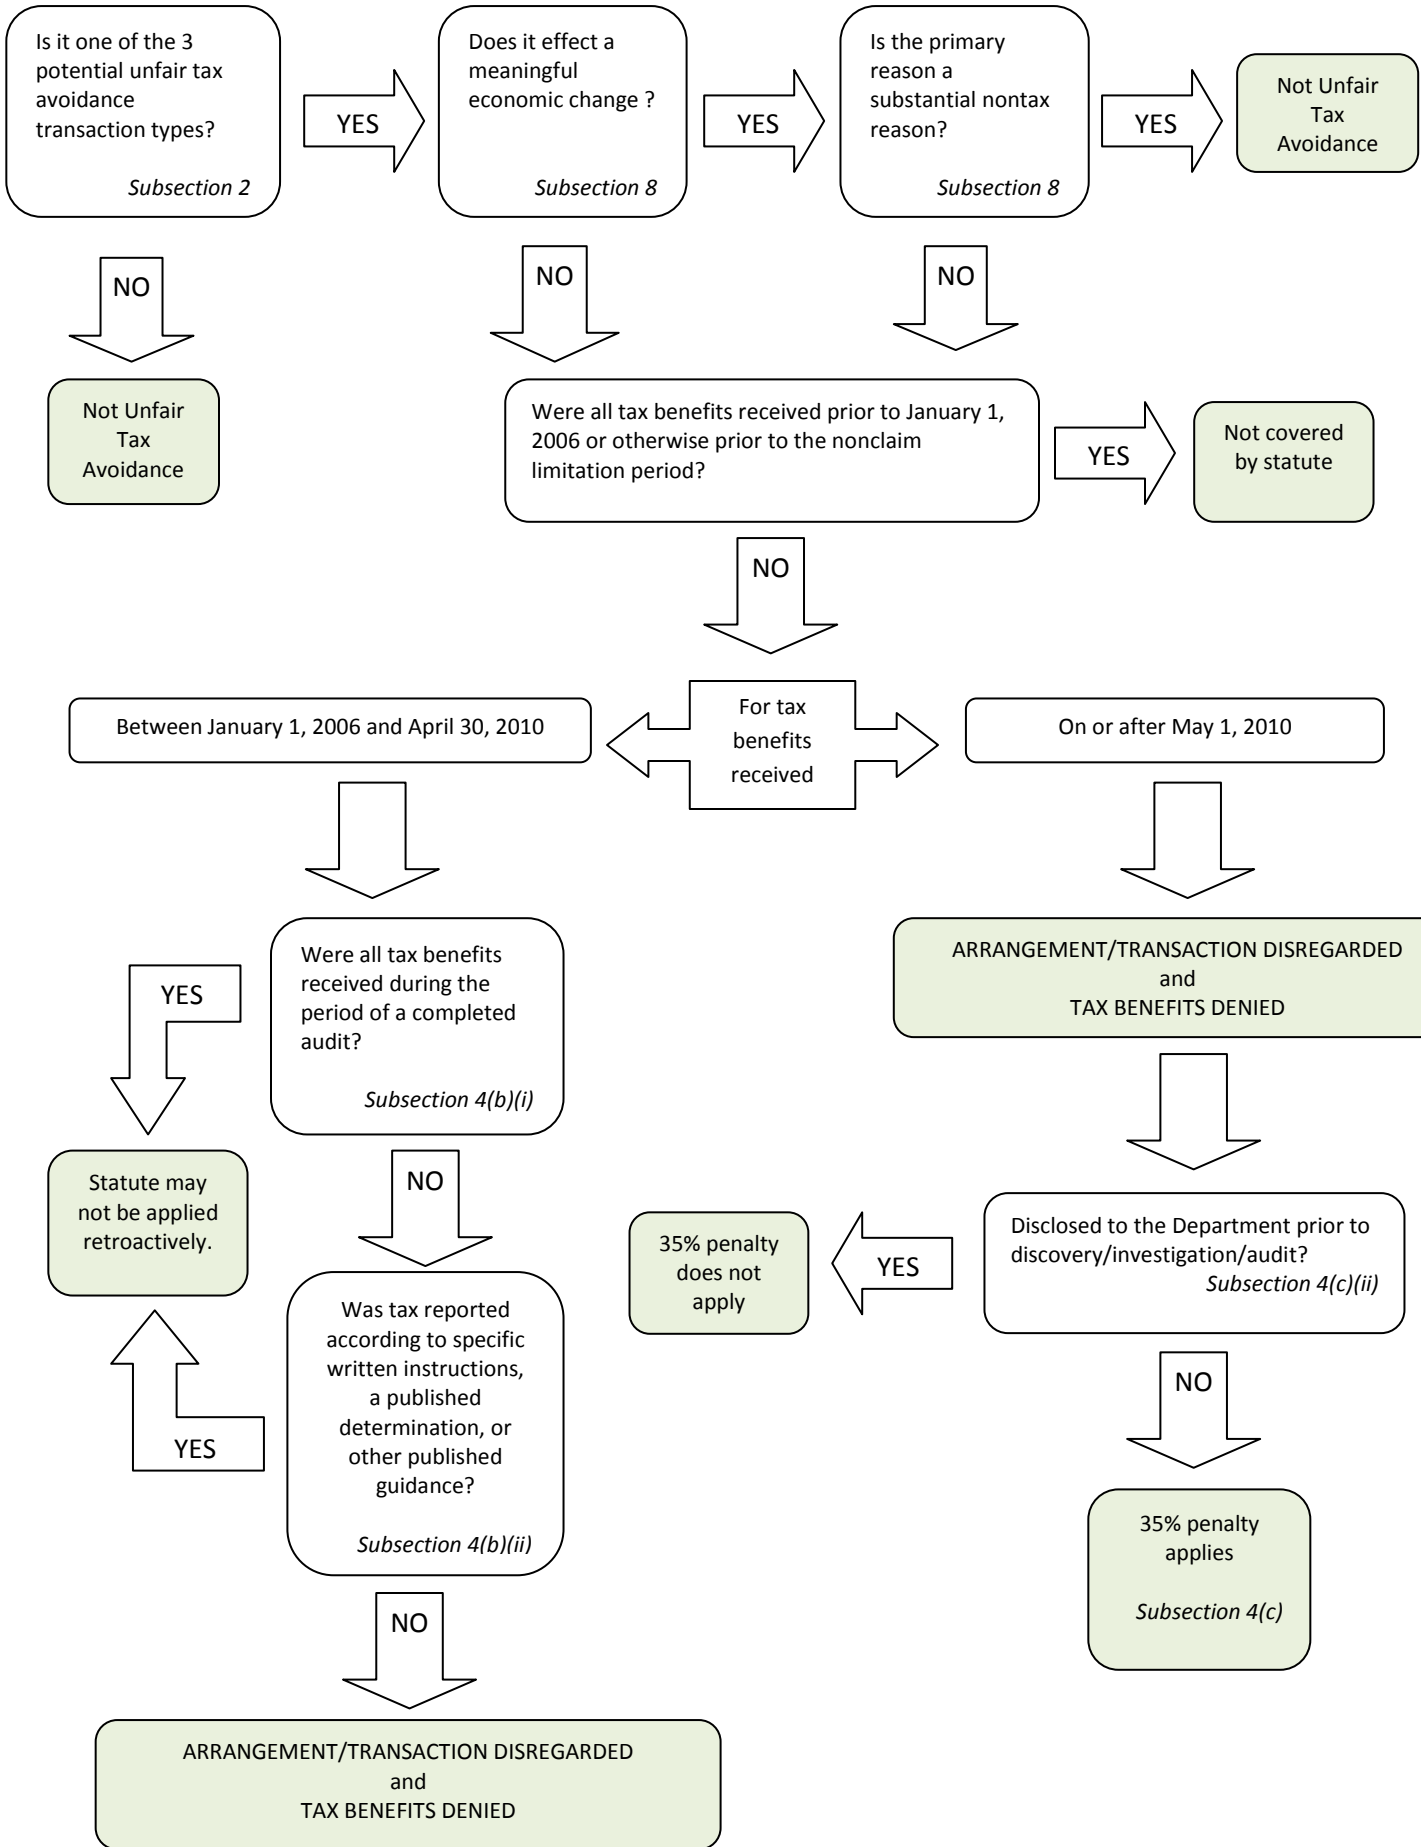 Is it one of the 3
potential unfair tax
avoidance
transaction types?
Subsection 2
YES
Does it effect a
meaningful
economic change ?
Subsection 8
YES
Is the primary
reason a
substantial nontax
reason?
Subsection 8
YES
Not Unfair
Tax
Avoidance
NO
NO
NO
Not Unfair
Tax
Avoidance
Were all tax benefits received prior to January 1,
2006 or otherwise prior to the nonclaim
limitation period?
YES
Not covered
by statute
NO
Between January 1, 2006 and April 30, 2010
For tax
benefits
received
On or after May 1, 2010
Were all tax benefits
received during the
period of a completed
audit?
Subsection 4(b)(i)
YES
ARRANGEMENT/TRANSACTION DISREGARDED
and
TAX BENEFITS DENIED
Statute may
not be applied
retroactively.
NO
35% penalty
does not
apply
YES
Disclosed to the Department prior to
discovery/investigation/audit?
Subsection 4(c)(ii)
Was tax reported
according to specific
written instructions,
a published
determination, or
other published
guidance?
Subsection 4(b)(ii)
YES
NO
35% penalty
applies
Subsection 4(c)
NO
ARRANGEMENT/TRANSACTION DISREGARDED
and
TAX BENEFITS DENIED